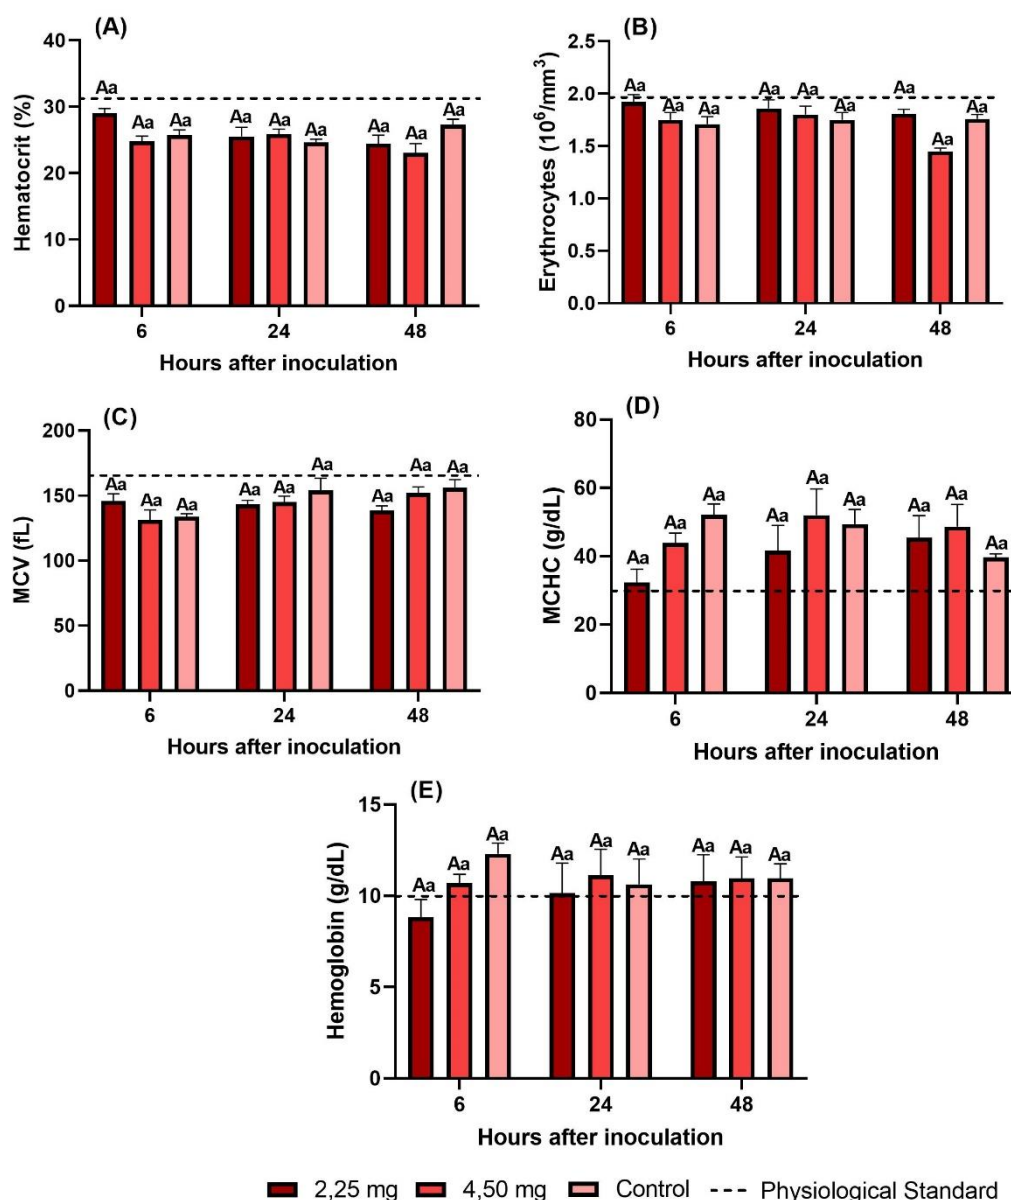 (A)
Hematocrit (%)
40
30
20
10
0
Aa
Aa Aa
Aa Aa Aa
Aa Aa Aa
6 24 48
Hours after inoculation
(B)
Erythrocytes (10⁶/mm³)
2.5
2.0
1.5
1.0
0.5
0.0
Aa
Aa Aa
Aa Aa Aa
Aa Aa Aa
6 24 48
Hours after inoculation
(C)
MCV (fL)
200
150
100
50
0
Aa Aa Aa
Aa Aa Aa
Aa Aa Aa
6 24 48
Hours after inoculation
(D)
MCHC (g/dL)
80
60
40
20
0
Aa Aa Aa
Aa Aa Aa
Aa Aa Aa
6 24 48
Hours after inoculation
(E)
Hemoglobin (g/dL)
15
10
5
0
Aa Aa Aa
Aa Aa Aa
Aa Aa Aa
6 24 48
Hours after inoculation
2,25 mg 4,50 mg Control Physiological Standard